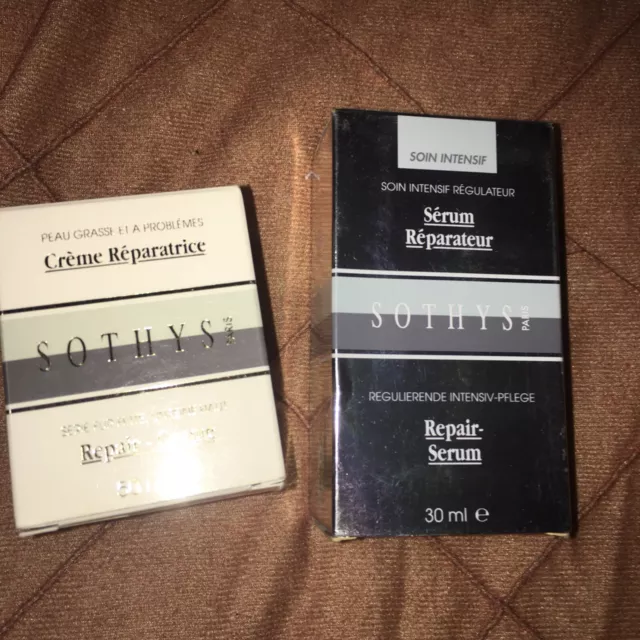 PEAU GRASSE ET A PROBLÈMES
Crème Réparatrice
SOTHYS PARIS
Repair-
SOIN INTENSIF
SOIN INTENSIF RÉGULATEUR
Sérum
Réparateur
SOTHYS PARIS
REGULIERENDE INTENSIV-PFLEGE
Repair-
Serum
30 ml e